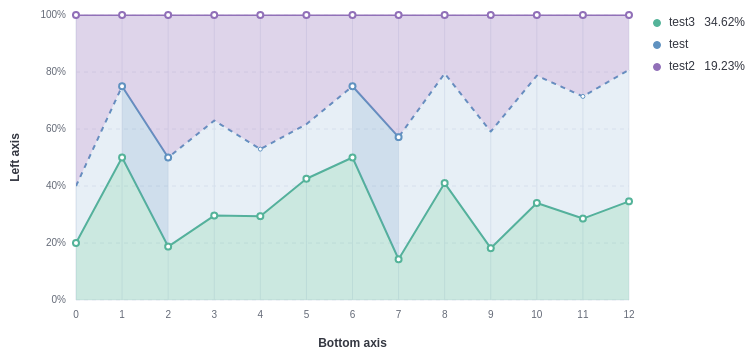 100%
80%
60%
40%
20%
0%
Left axis
0 1 2 3 4 5 6 7 8 9 10 11 12
Bottom axis
test3 34.62%
test
test2 19.23%